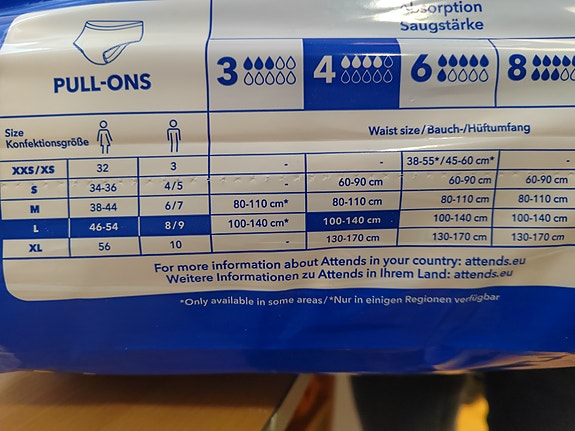 Absorption
Saugstärke
PULL-ONS
3 4 6 8
Size
Konfektionsgröße
Waist size/Bauch-/Hüftumfang
XXS/XS 32 3 - - 38-55*/45-60 cm* -
S 34-36 4/5 - 60-90 cm 60-90 cm 60-90 cm
M 38-44 6/7 80-110 cm* 80-110 cm 80-110 cm 80-110 cm
L 46-54 8/9 100-140 cm* 100-140 cm 100-140 cm 100-140 cm
XL 56 10 - 130-170 cm 130-170 cm 130-170 cm
For more information about Attends in your country: attends.eu
Weitere Informationen zu Attends in Ihrem Land: attends.eu
*Only available in some areas/*Nur in einigen Regionen verfügbar